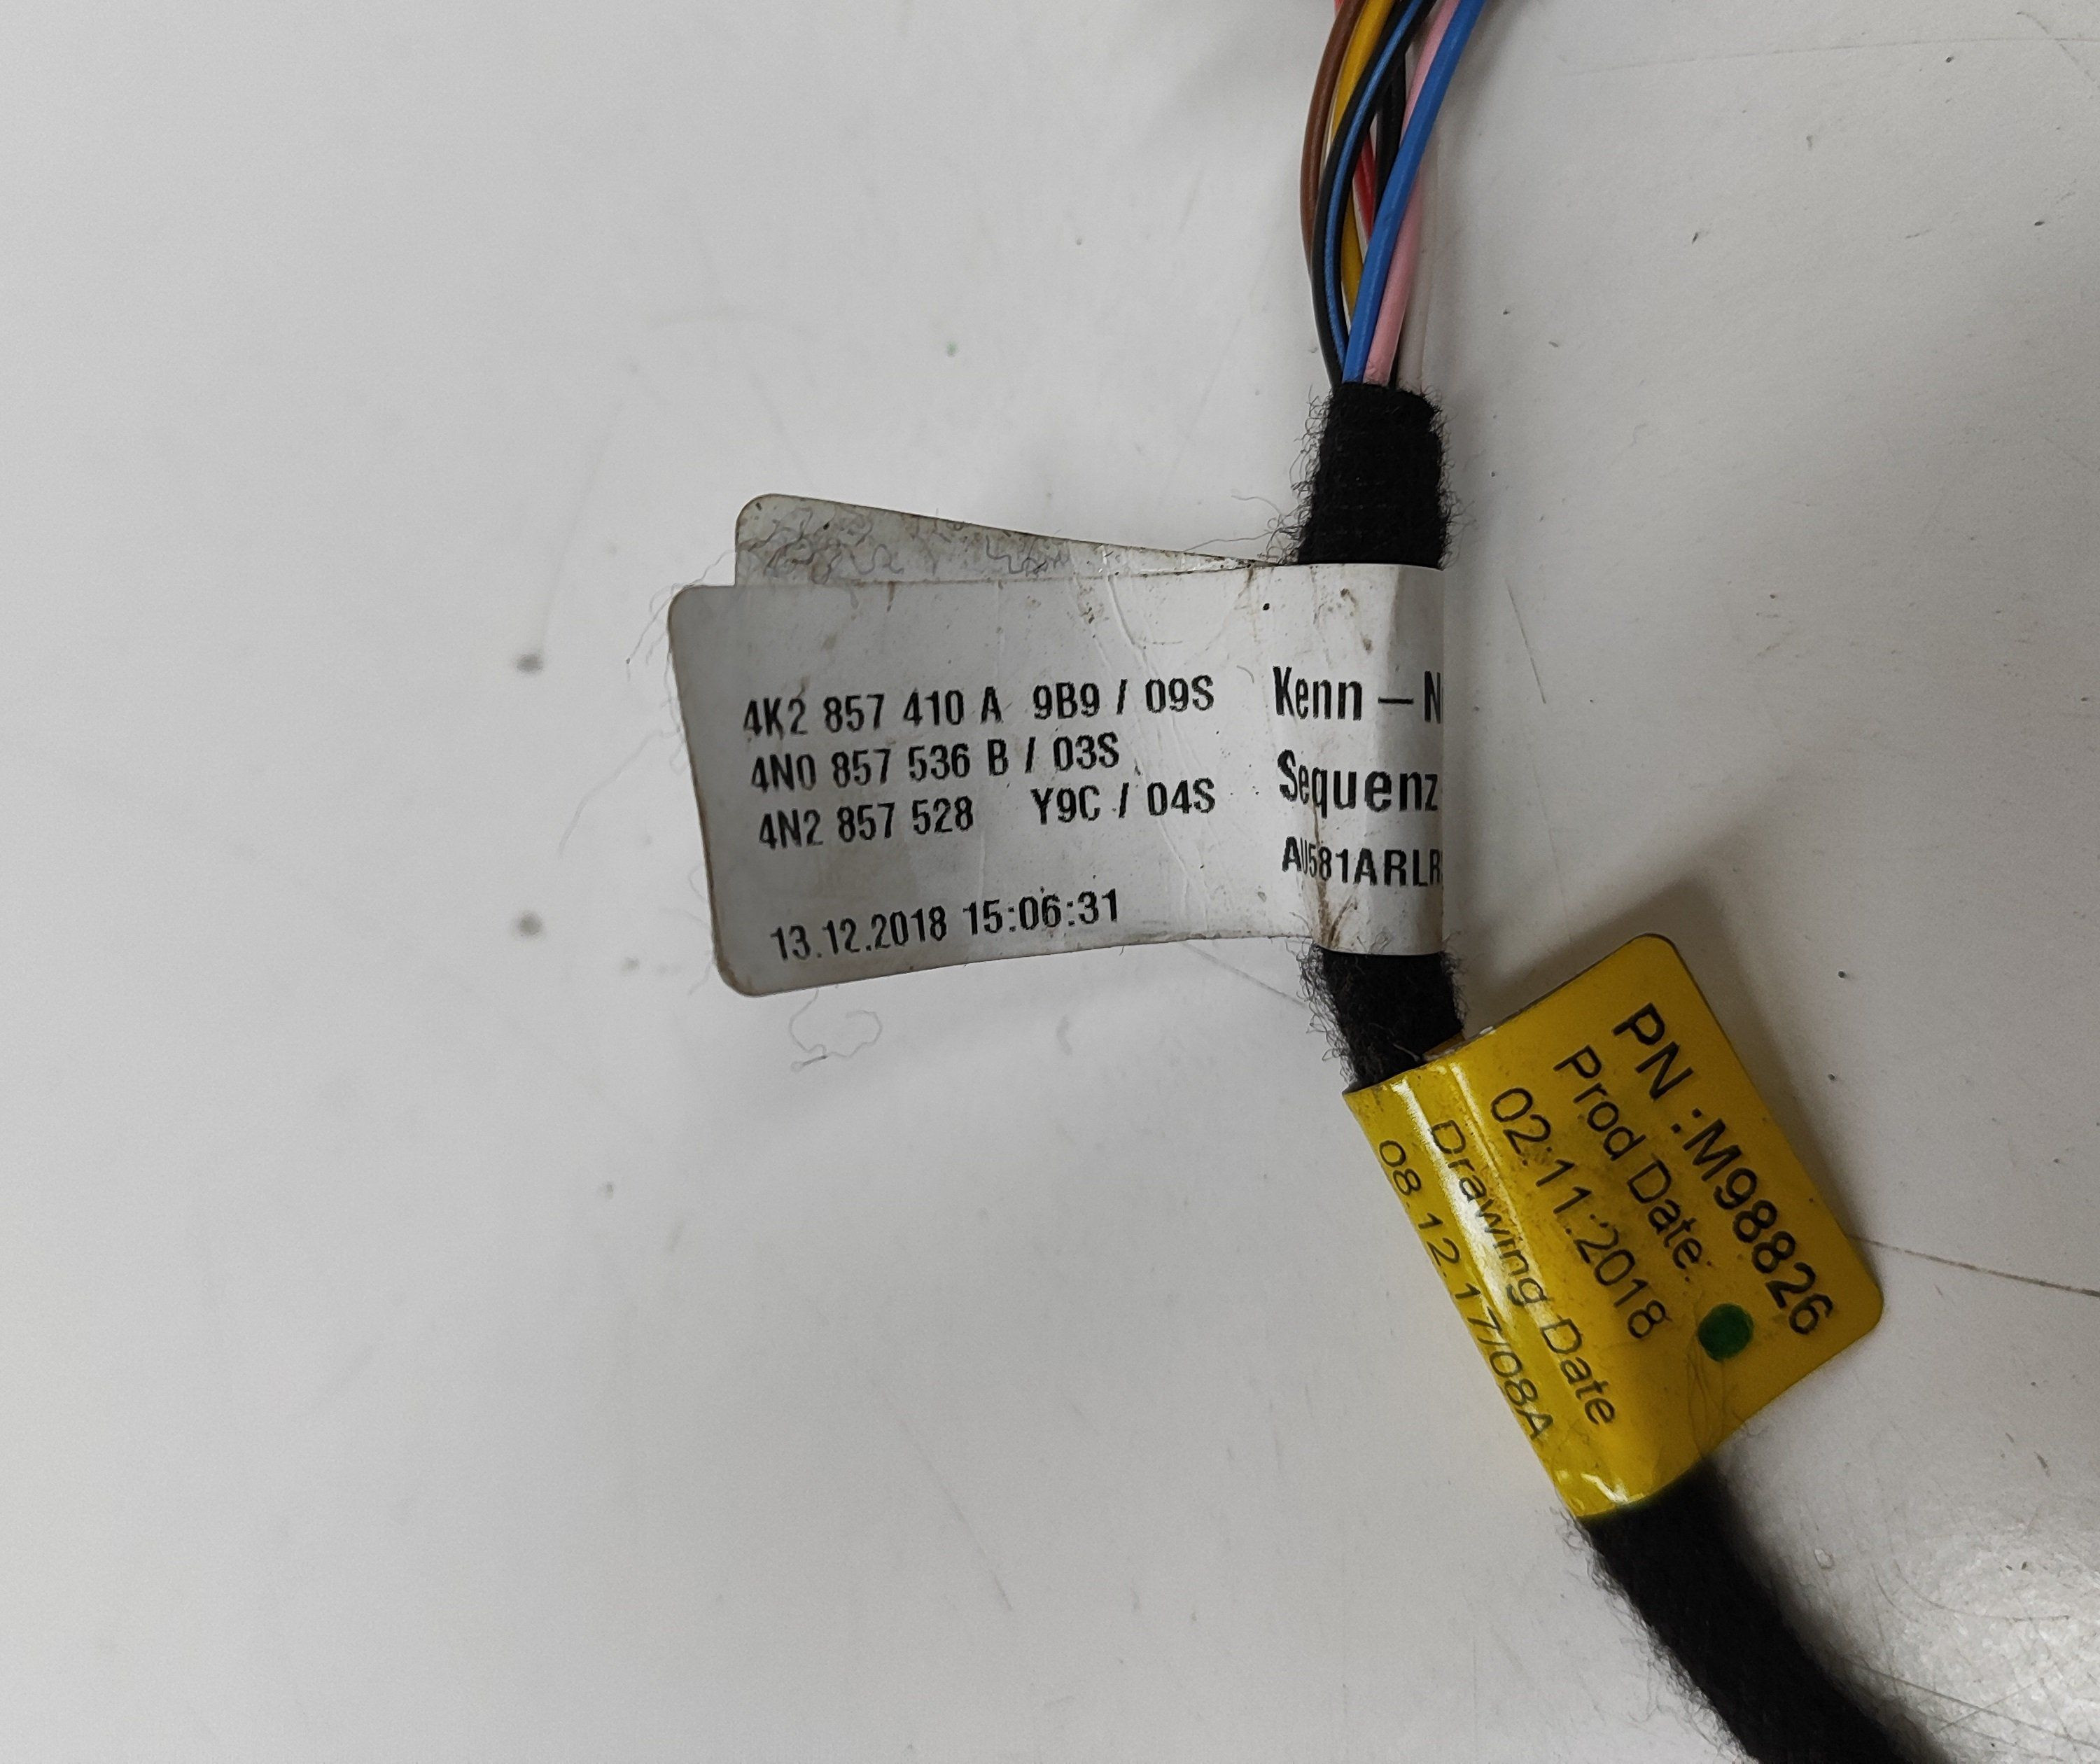 4K2 857 410 A 9B9 / 09S
4N0 857 536 B / 03S
4N2 857 528 Y9C / 04S
13.12.2018 15:06:31
Kenn – N
Sequenz
AU581ARLR
PN :M98826
Prod Date:
02:11:2018
Drawing Date
08.12.17/08A